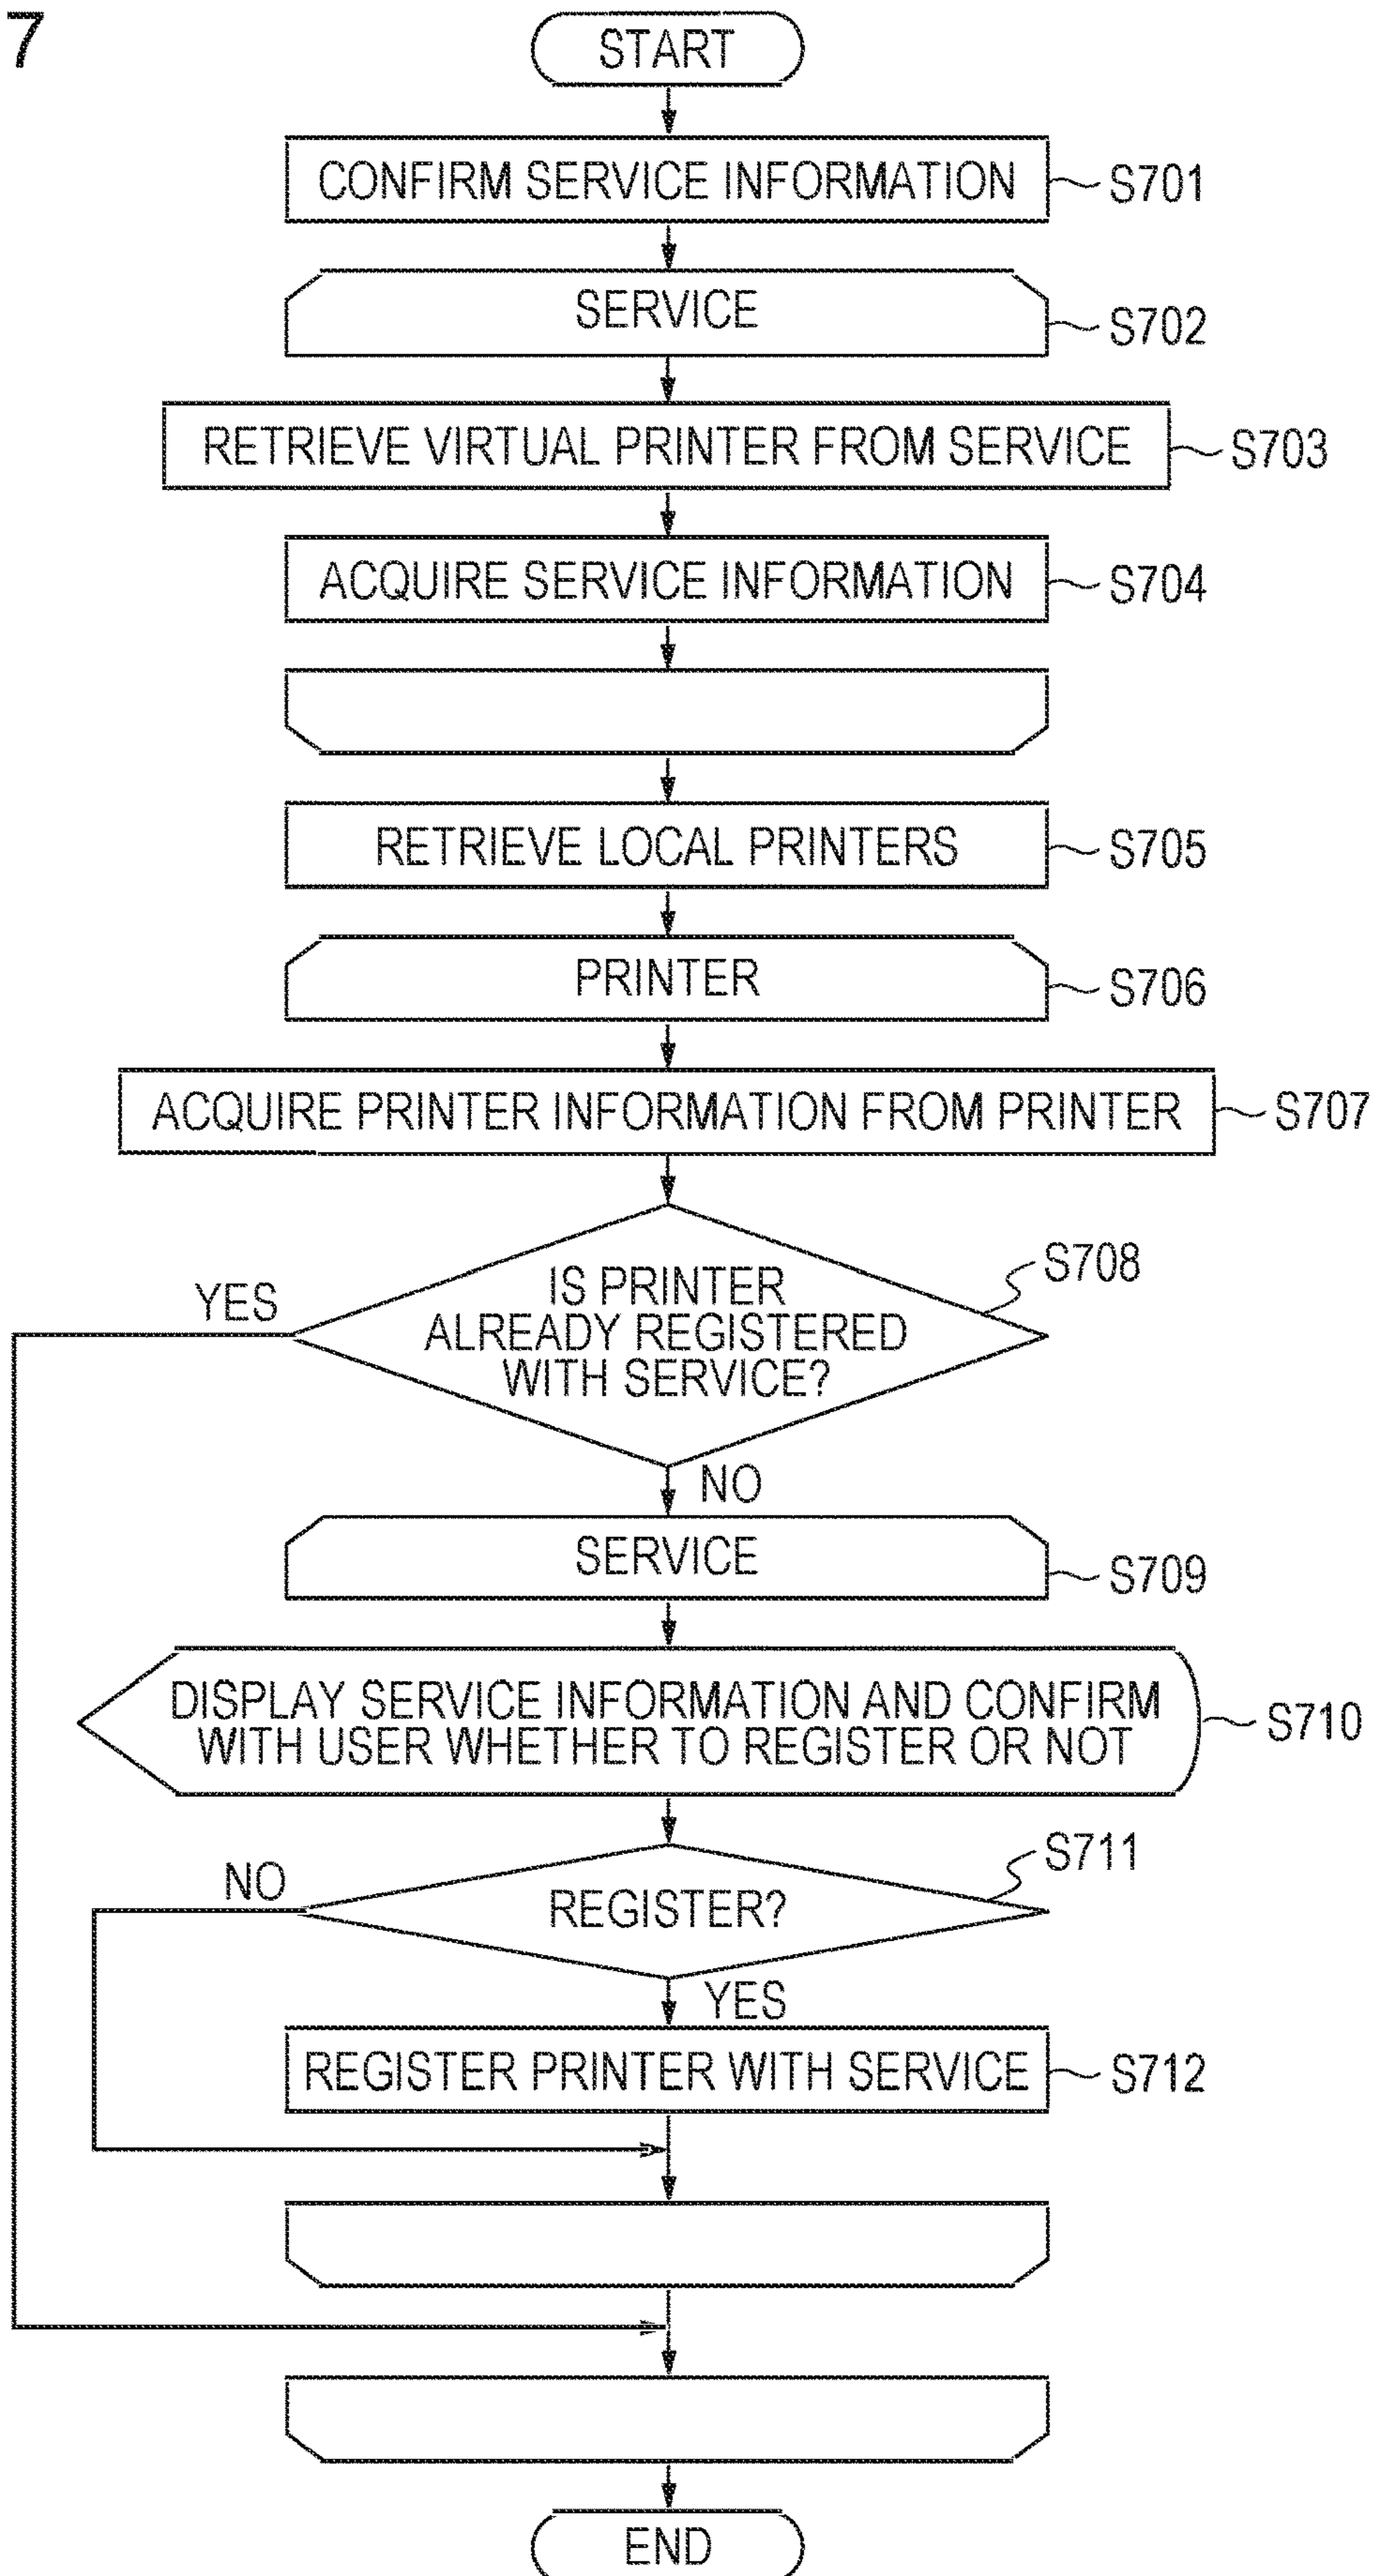 7
START
CONFIRM SERVICE INFORMATION
S701
SERVICE
S702
RETRIEVE VIRTUAL PRINTER FROM SERVICE
S703
ACQUIRE SERVICE INFORMATION
S704
RETRIEVE LOCAL PRINTERS
S705
PRINTER
S706
ACQUIRE PRINTER INFORMATION FROM PRINTER
S707
IS PRINTER
ALREADY REGISTERED
WITH SERVICE?
S708
YES
NO
SERVICE
S709
DISPLAY SERVICE INFORMATION AND CONFIRM
WITH USER WHETHER TO REGISTER OR NOT
S710
REGISTER?
S711
NO
YES
REGISTER PRINTER WITH SERVICE
S712
END